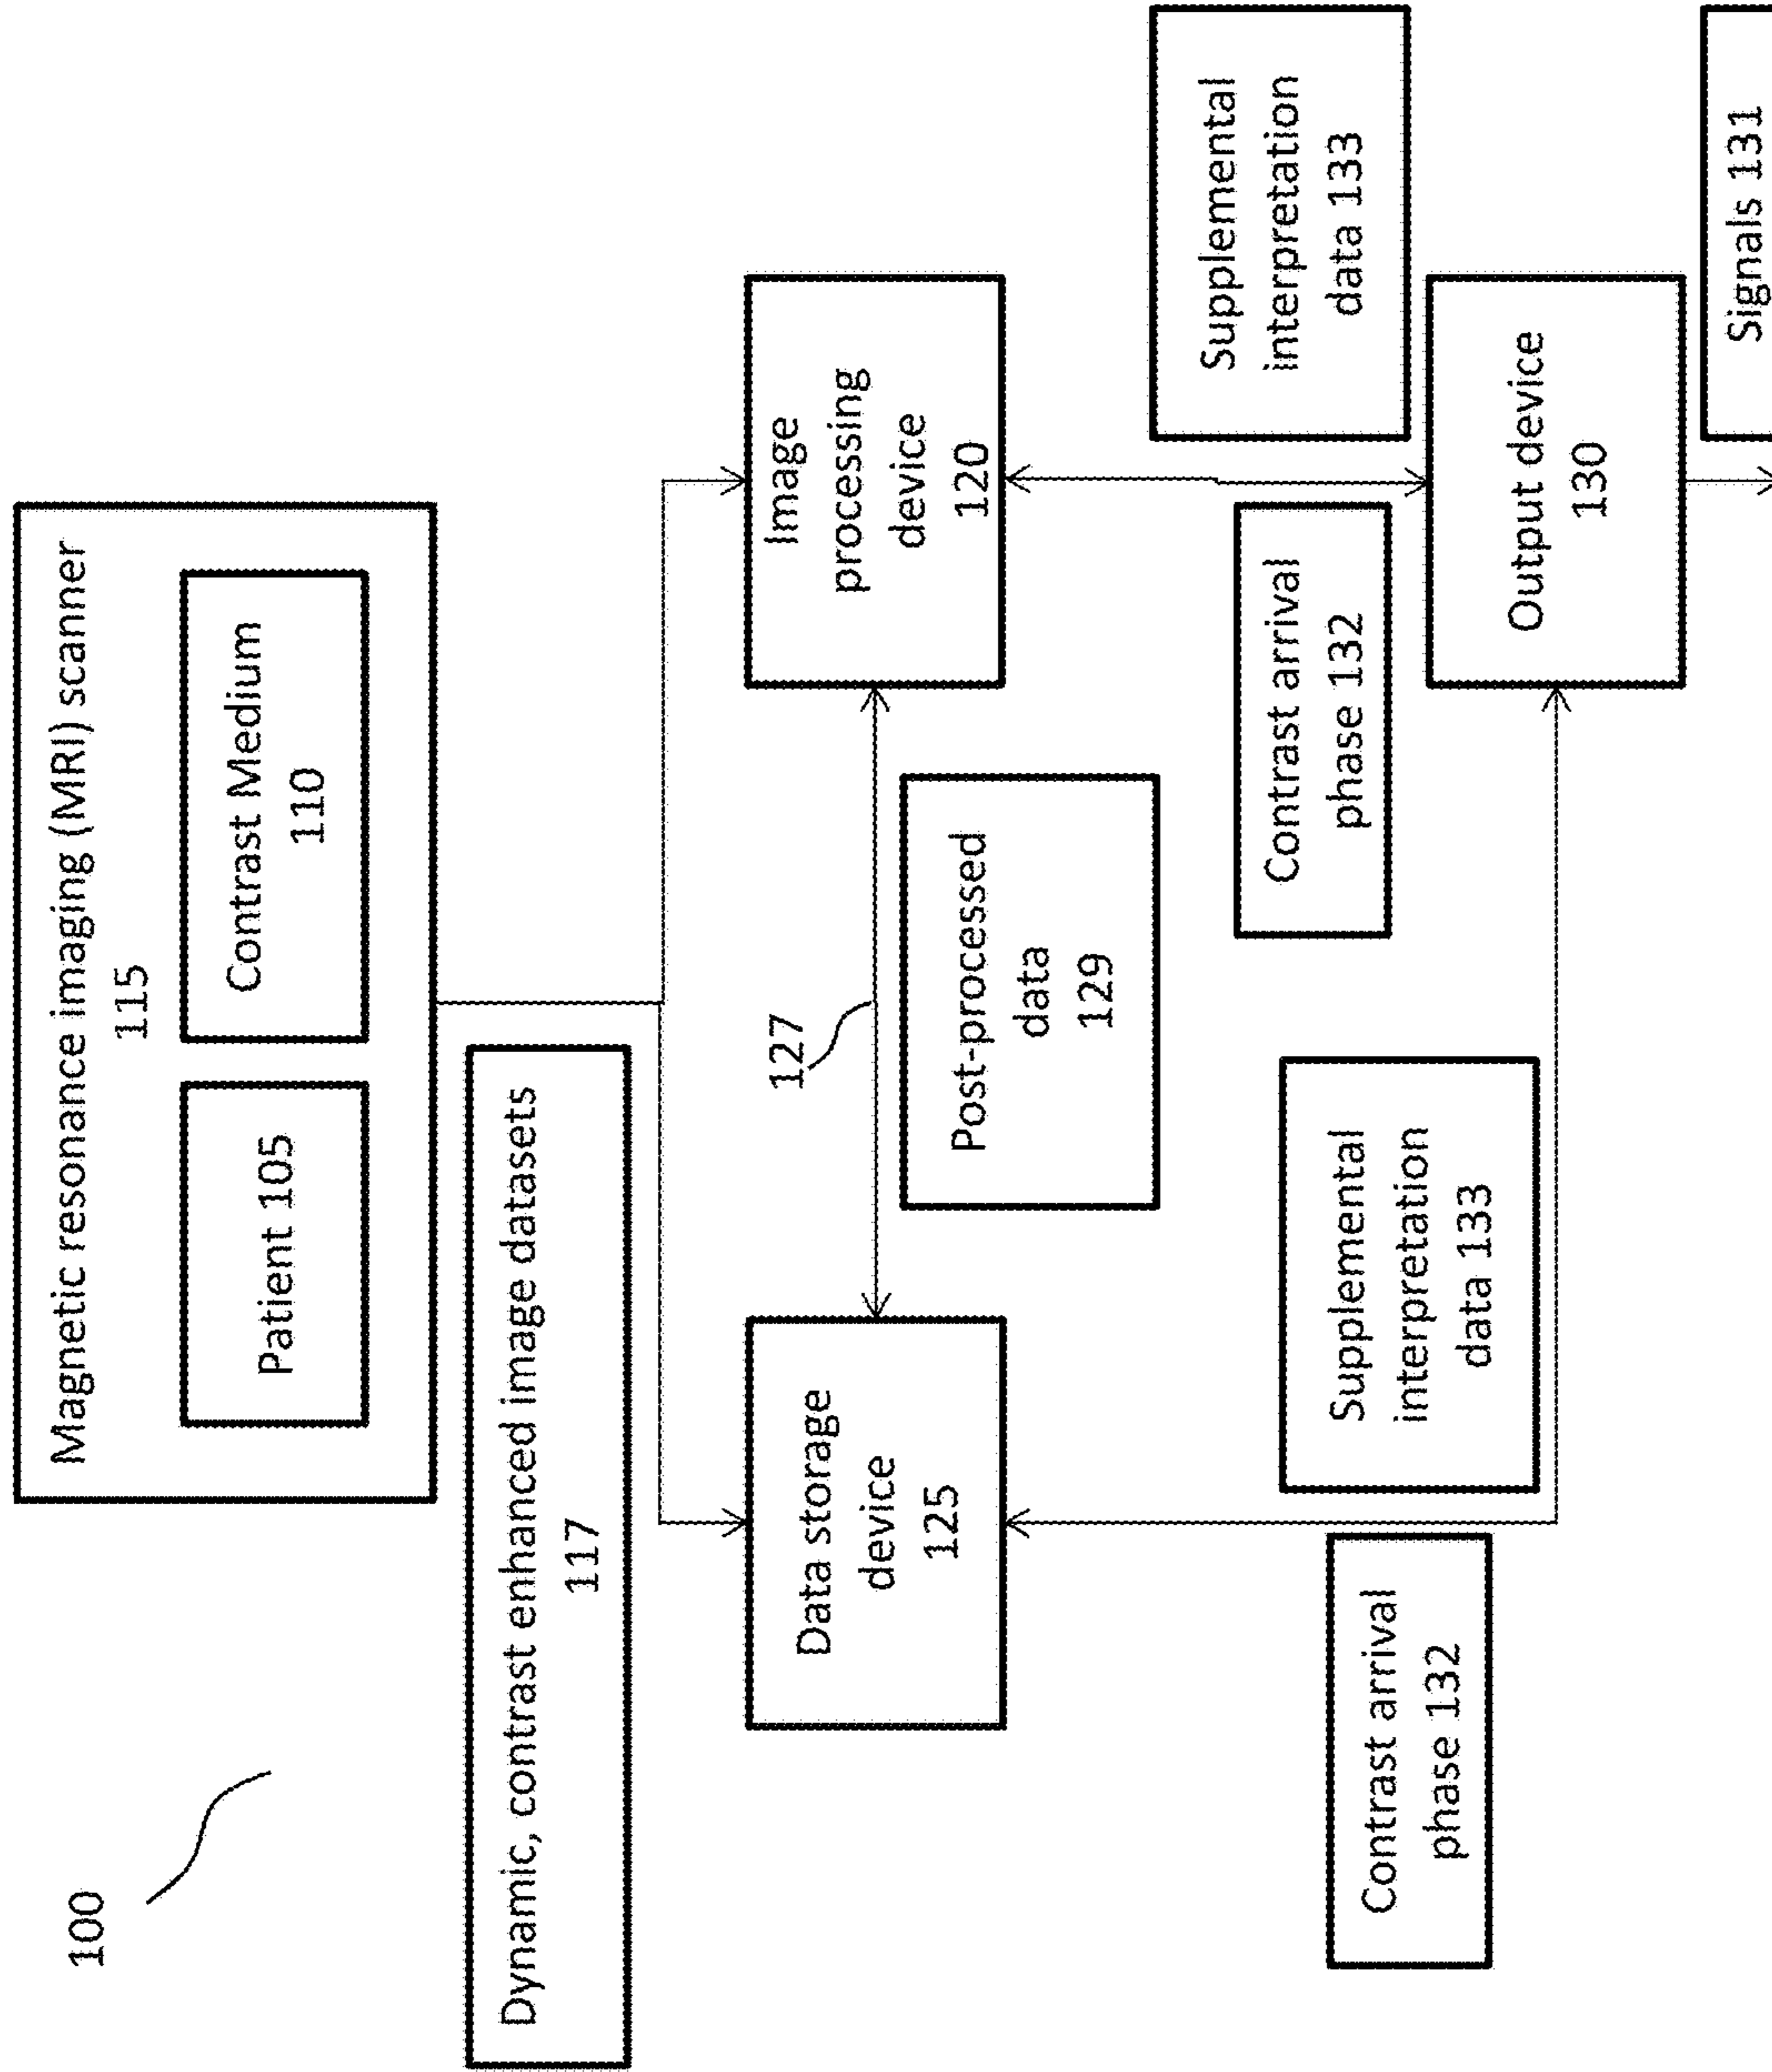 100
Magnetic resonance imaging (MRI) scanner
115
Patient 105
Contrast Medium
110
Dynamic, contrast enhanced image datasets
117
Data storage
device
125
127
Image
processing
device
120
Post-processed
data
129
Contrast arrival
phase 132
Supplemental
interpretation
data 133
Contrast arrival
phase 132
Supplemental
interpretation
data 133
Output device
130
Signals 131